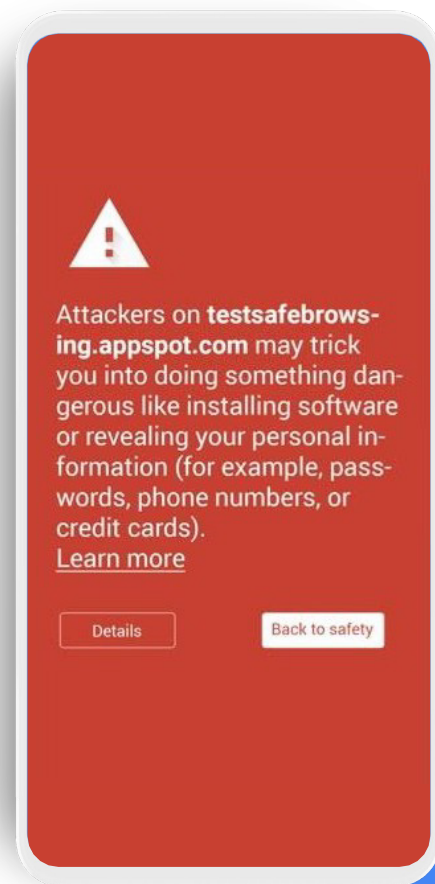 Attackers on testsafebrows-
ing.appspot.com may trick
you into doing something dan-
gerous like installing software
or revealing your personal in-
formation (for example, pass-
words, phone numbers, or
credit cards).
Learn more
Details
Back to safety